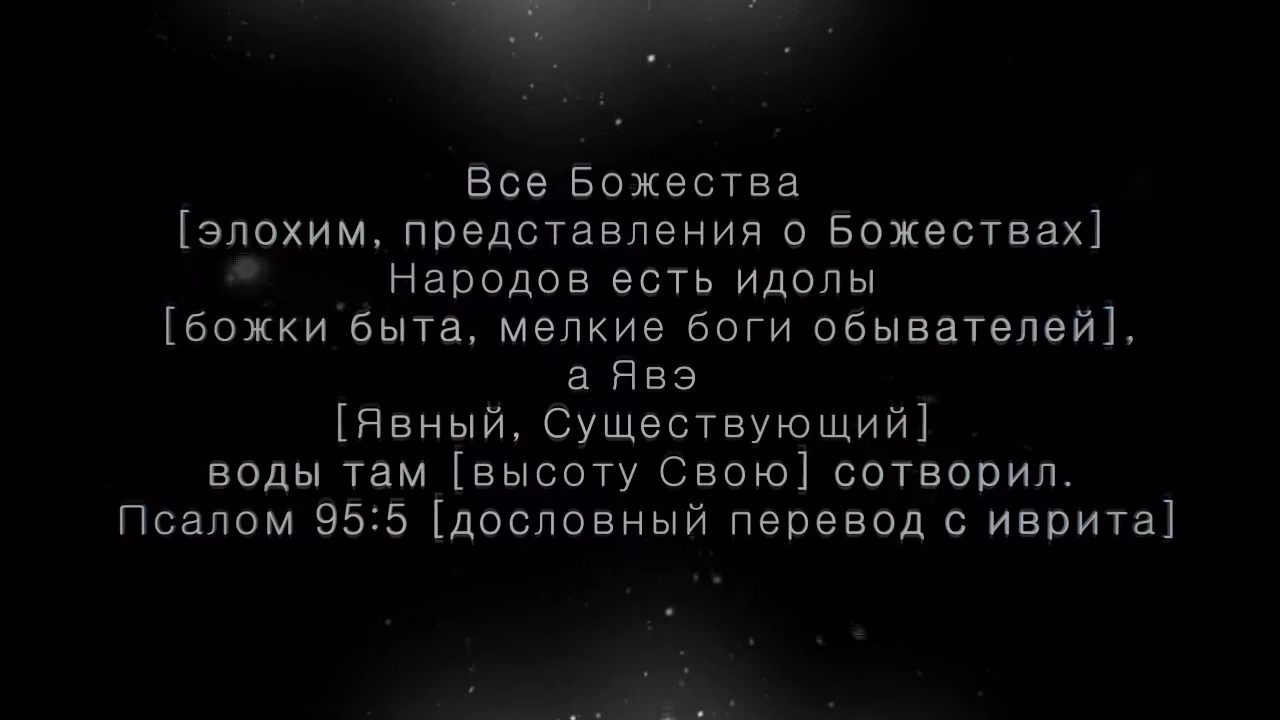 Все Божества
[элохим, представления о Божествах]
Народов есть идолы
[божки быта, мелкие боги обывателей],
а Явэ
[Явный, Существующий]
воды там [высоту Свою] сотворил.
Псалом 95:5 [дословный перевод с иврита]